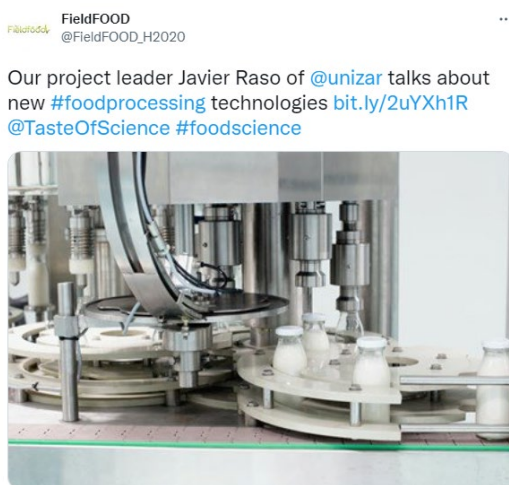 FieldFOOD
FieldFOOD
@FieldFOOD_H2020
Our project leader Javier Raso of @unizar talks about
new #foodprocessing technologies bit.ly/2uYXh1R
@TasteOfScience #foodscience